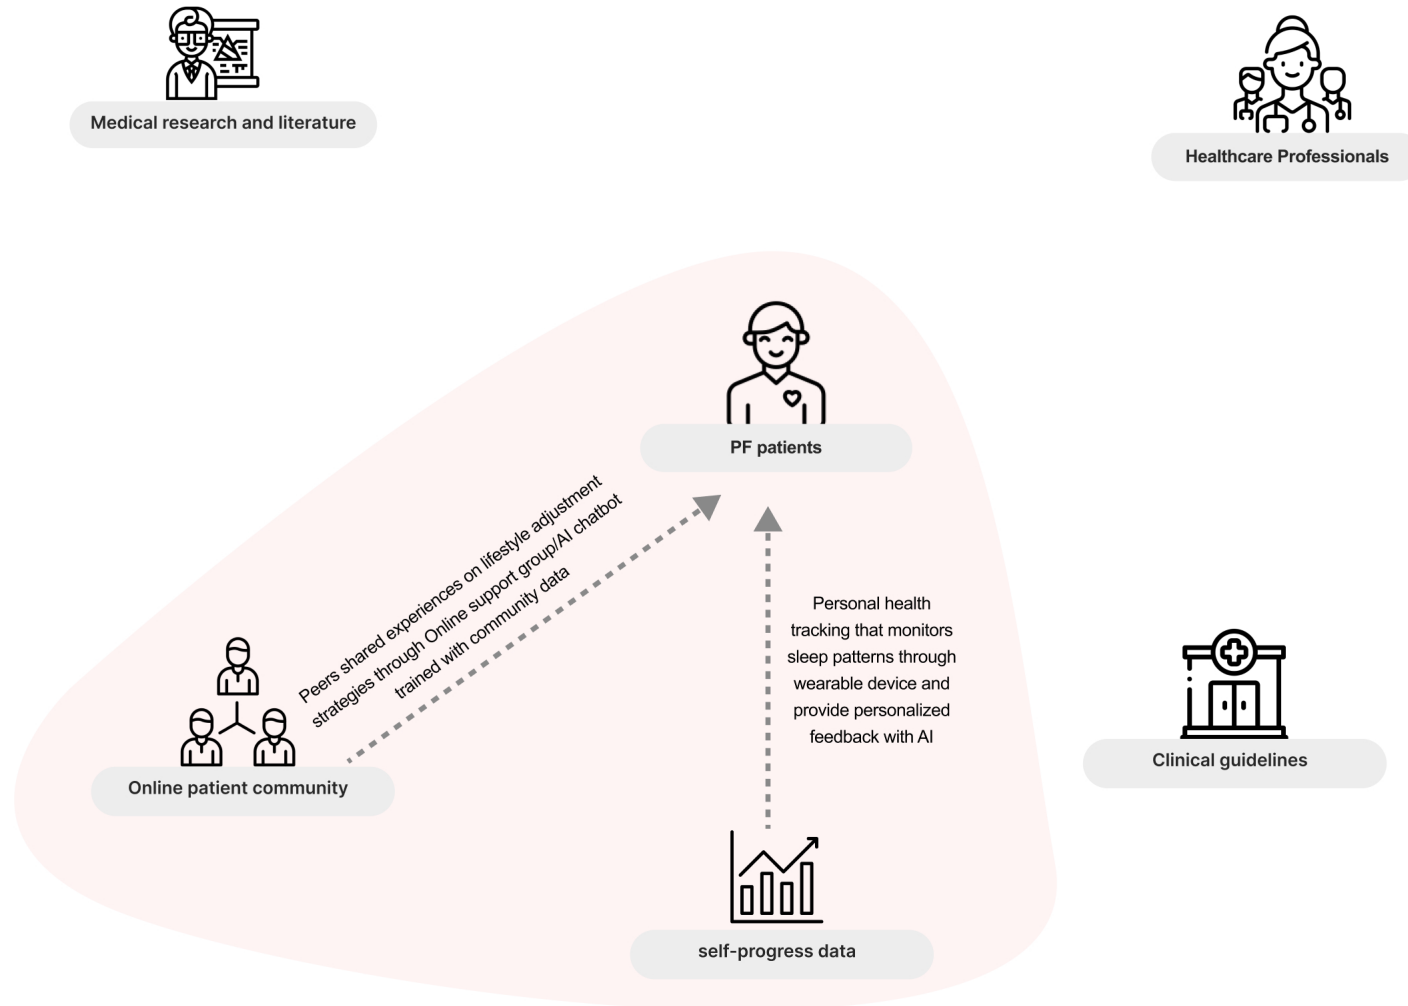 Medical research and literature
Healthcare Professionals
PF patients
Peers shared experiences on lifestyle adjustment
strategies through Online support group/AI chatbot
trained with community data
Personal health
tracking that monitors
sleep patterns through
wearable device and
provide personalized
feedback with AI
Online patient community
Clinical guidelines
self-progress data